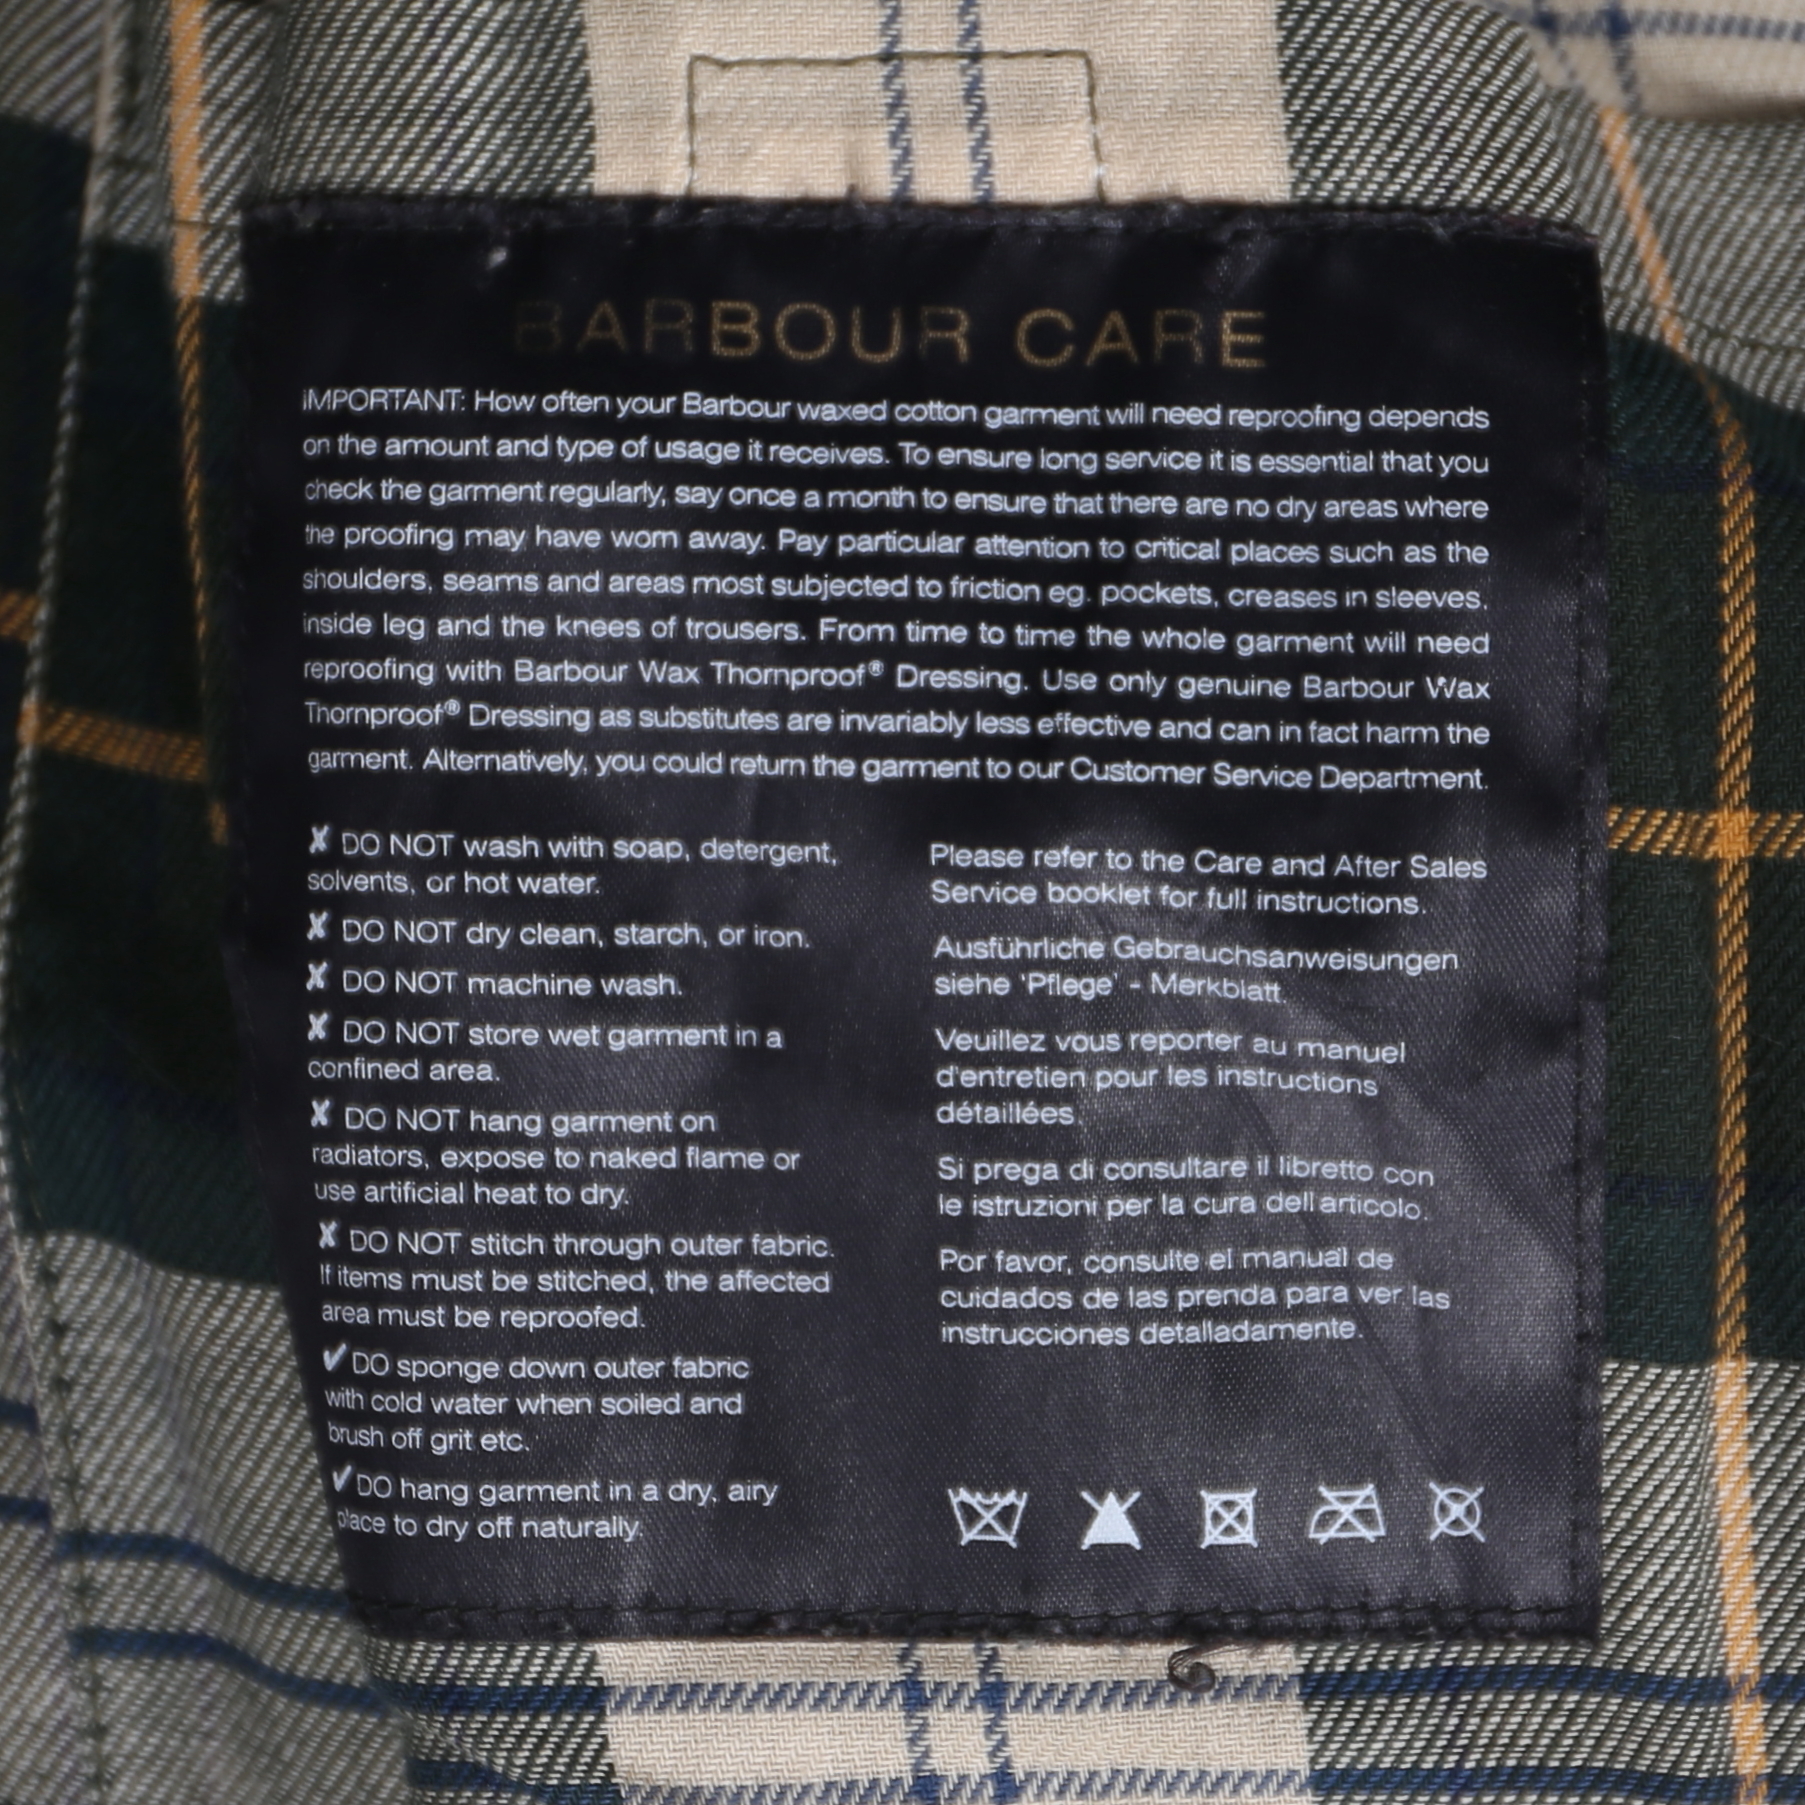 BARBOUR CARE
IMPORTANT: How often your Barbour waxed cotton garment will need reproofing depends
on the amount and type of usage it receives. To ensure long service it is essential that you
check the garment regularly, say once a month to ensure that there are no dry areas where
the proofing may have worn away. Pay particular attention to critical places such as the
shoulders, seams and areas most subjected to friction eg. pockets, creases in sleeves,
inside leg and the knees of trousers. From time to time the whole garment will need
reproofing with Barbour Wax Thornproof® Dressing. Use only genuine Barbour Wax
Thornproof® Dressing as substitutes are invariably less effective and can in fact harm the
garment. Alternatively, you could return the garment to our Customer Service Department.
✗ DO NOT wash with soap, detergent,
solvents, or hot water.
✗ DO NOT dry clean, starch, or iron.
✗ DO NOT machine wash.
✗ DO NOT store wet garment in a
confined area.
✗ DO NOT hang garment on
radiators, expose to naked flame or
use artificial heat to dry.
✗ DO NOT stitch through outer fabric.
If items must be stitched, the affected
area must be reproofed.
✔ DO sponge down outer fabric
with cold water when soiled and
brush off grit etc.
✔ DO hang garment in a dry, airy
place to dry off naturally.
Please refer to the Care and After Sales
Service booklet for full instructions.
Ausführliche Gebrauchsanweisungen
siehe 'Pflege' - Merkblatt.
Veuillez vous reporter au manuel
d'entretien pour les instructions
détaillées.
Si prega di consultare il libretto con
le istruzioni per la cura dell articolo.
Por favor, consulte el manual de
cuidados de las prenda para ver las
instrucciones detalladamente.